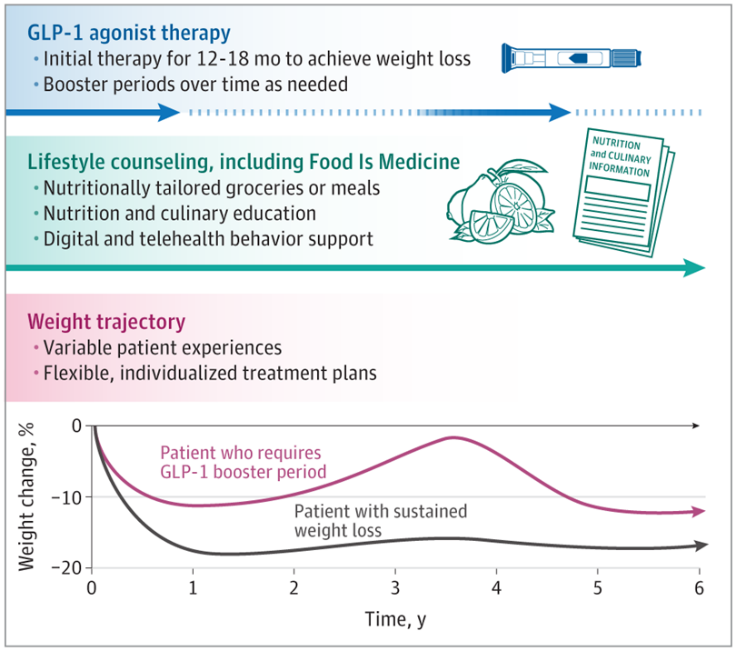 GLP-1 agonist therapy
• Initial therapy for 12-18 mo to achieve weight loss
• Booster periods over time as needed
Lifestyle counseling, including Food Is Medicine
• Nutritionally tailored groceries or meals
• Nutrition and culinary education
• Digital and telehealth behavior support
NUTRITION
and CULINARY
INFORMATION
Weight trajectory
• Variable patient experiences
• Flexible, individualized treatment plans
Weight change, %
0
−10
−20
Patient who requires
GLP-1 booster period
Patient with sustained
weight loss
0 1 2 3 4 5 6
Time, y